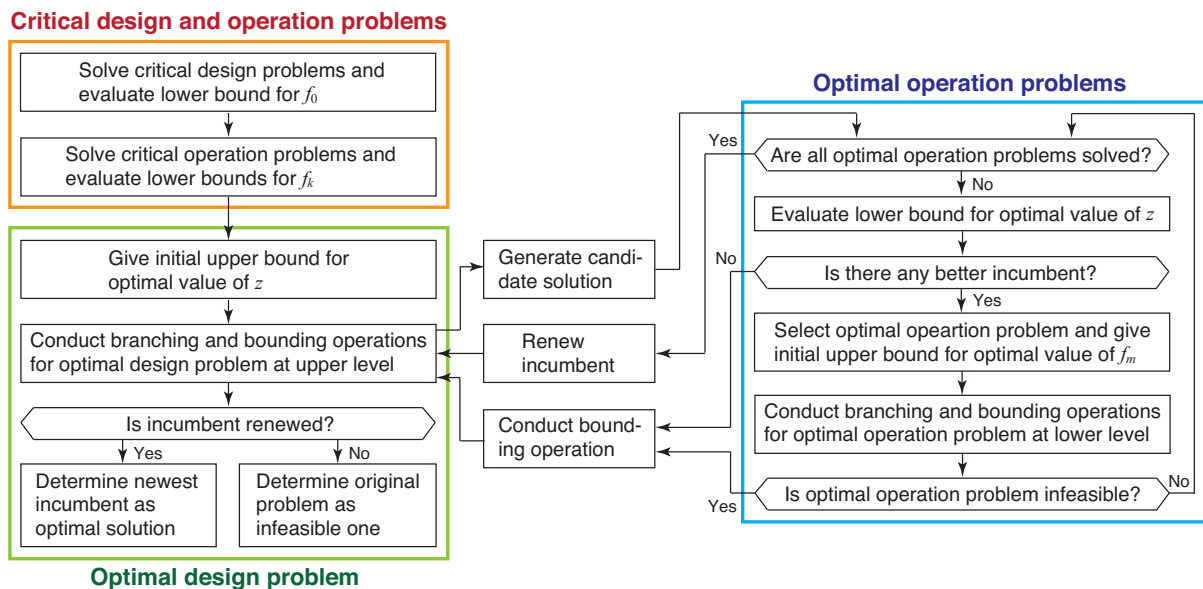 Critical design and operation problems
Solve critical design problems and
evaluate lower bound for f0
Solve critical operation problems and
evaluate lower bounds for fk
Give initial upper bound for
optimal value of z
Conduct branching and bounding operations
for optimal design problem at upper level
Is incumbent renewed?
Yes
No
Determine newest
incumbent as
optimal solution
Determine original
problem as
infeasible one
Optimal design problem
Generate candi-
date solution
Renew
incumbent
Conduct bound-
ing operation
Optimal operation problems
Yes
Are all optimal operation problems solved?
No
Evaluate lower bound for optimal value of z
No
Is there any better incumbent?
Yes
Select optimal opeartion problem and give
initial upper bound for optimal value of fm
Conduct branching and bounding operations
for optimal operation problem at lower level
Is optimal operation problem infeasible?
No
Yes